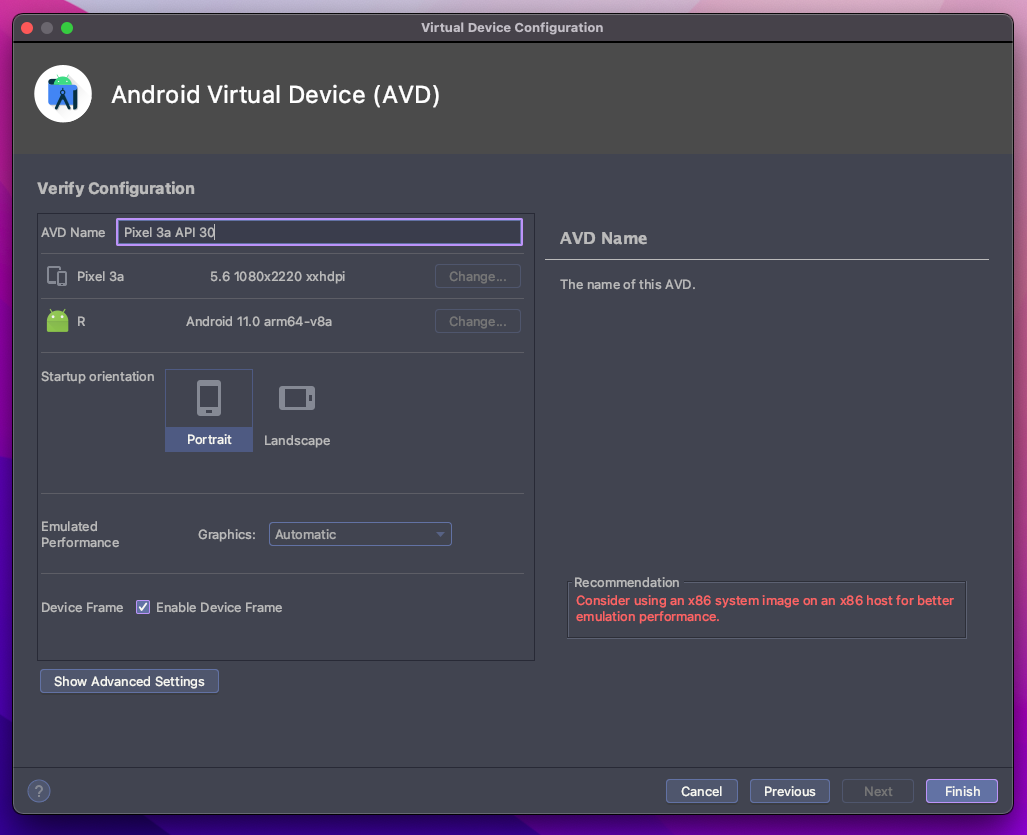 Virtual Device Configuration
Android Virtual Device (AVD)
Verify Configuration
AVD Name
Pixel 3a API 30
Pixel 3a
5.6 1080x2220 xxhdpi
Change...
R
Android 11.0 arm64-v8a
Change...
Startup orientation
Portrait
Landscape
Emulated
Performance
Graphics:
Automatic
Device Frame
Enable Device Frame
Show Advanced Settings
AVD Name
The name of this AVD.
Recommendation
Consider using an x86 system image on an x86 host for better
emulation performance.
?
Cancel
Previous
Next
Finish